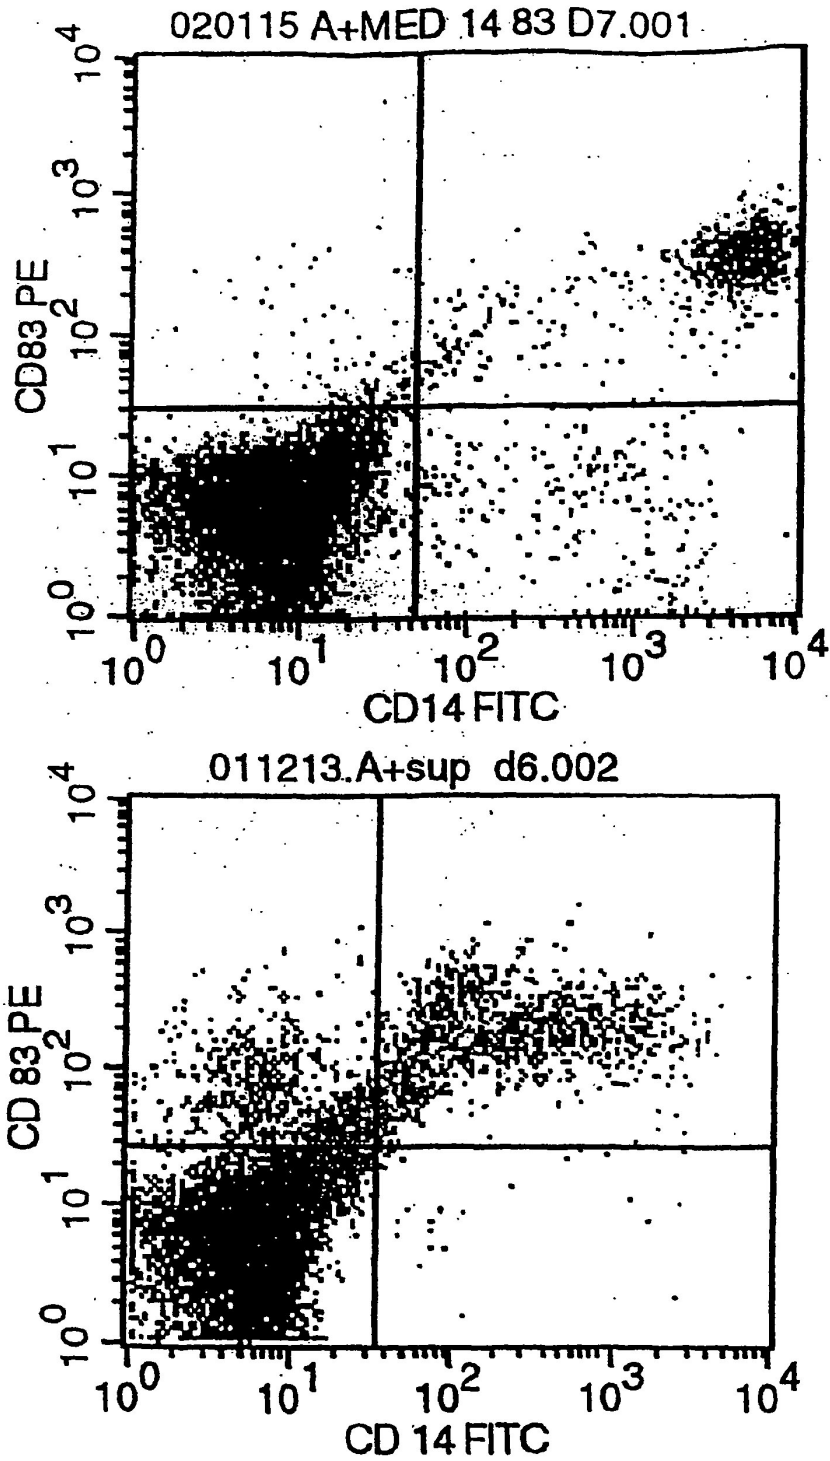 020115 A+MED 14 83 D7.001
10^4
10^3
10^2
10^1
10^0
CD83 PE
10^0 10^1 10^2 10^3 10^4
CD14 FITC
011213.A+sup d6.002
10^4
10^3
10^2
10^1
10^0
CD 83 PE
10^0 10^1 10^2 10^3 10^4
CD 14 FITC